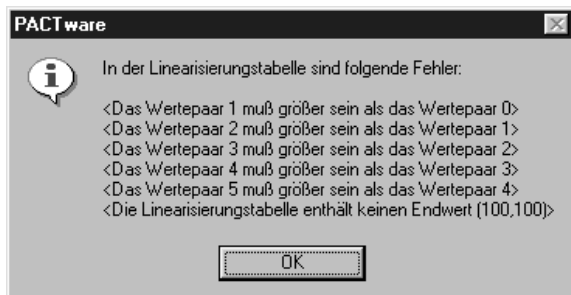 PACTware
In der Linearisierungstabelle sind folgende Fehler:
<Das Wertepaar 1 muß größer sein als das Wertepaar 0>
<Das Wertepaar 2 muß größer sein als das Wertepaar 1>
<Das Wertepaar 3 muß größer sein als das Wertepaar 2>
<Das Wertepaar 4 muß größer sein als das Wertepaar 3>
<Das Wertepaar 5 muß größer sein als das Wertepaar 4>
<Die Linearisierungstabelle enthält keinen Endwert (100,100)>
OK